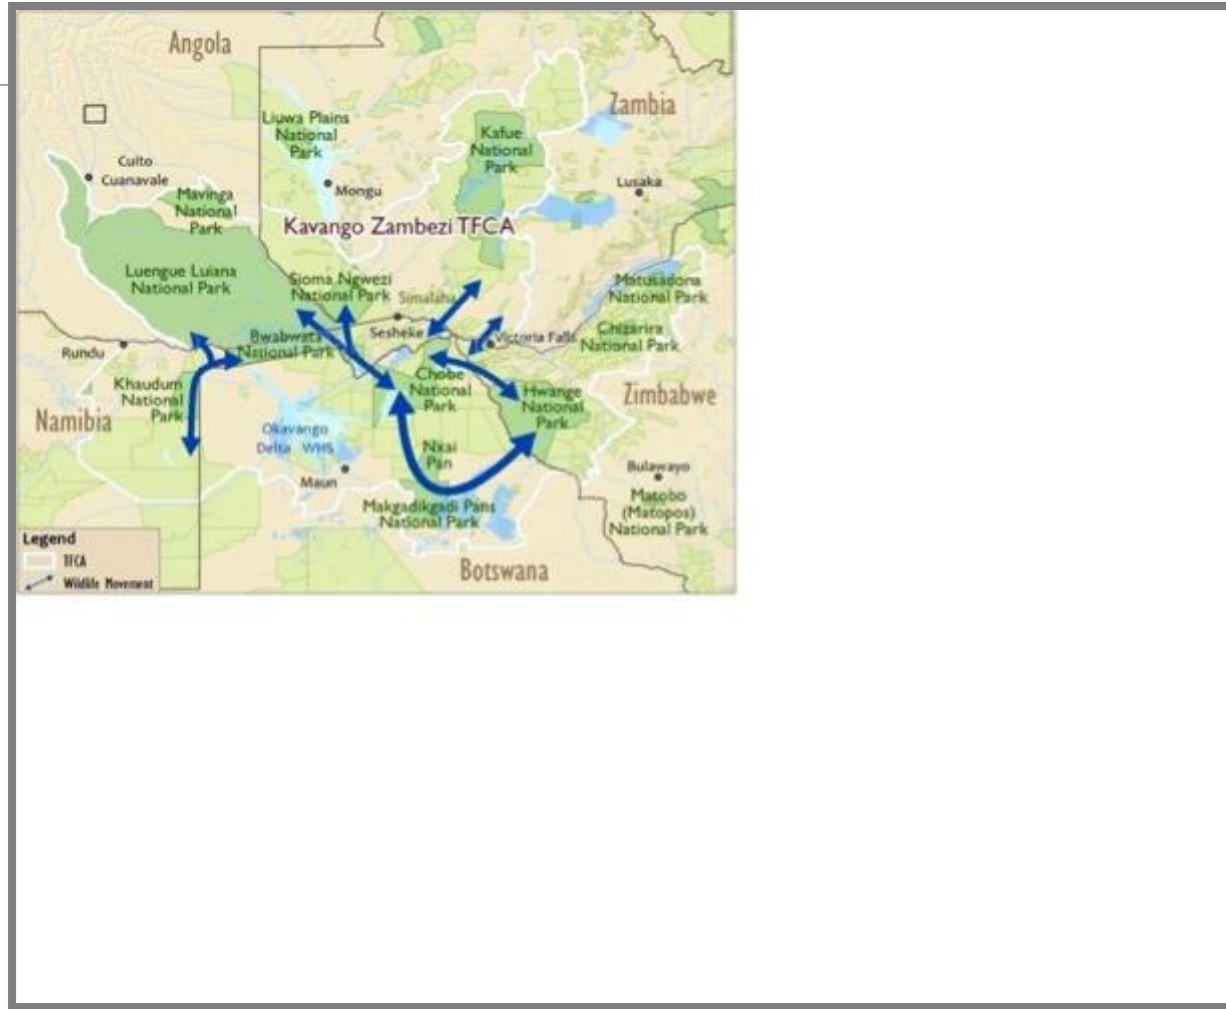 Angola
Zambia
Liuwa Plains
National
Park
Kafue
National
Park
Cuito
Cuanavale
Mongu
Lusaka
Mavinga
National
Park
Kavango Zambezi TFCA
Luengue Luiana
National Park
Sioma Ngwezi
National Park
Simalaha
Matusadona
National Park
Sesheke
Victoria Falls
Chizarira
National Park
Rundu
Bwabwata
National Park
Khaudum
National
Park
Chobe
National
Park
Hwange
National
Park
Zimbabwe
Namibia
Okavango
Delta WHS
Nxai
Pan
Maun
Bulawayo
Makgadikgadi Pans
National Park
Matobo
(Matopos)
National Park
Botswana
Legend
TFCA
Wildlife Movement